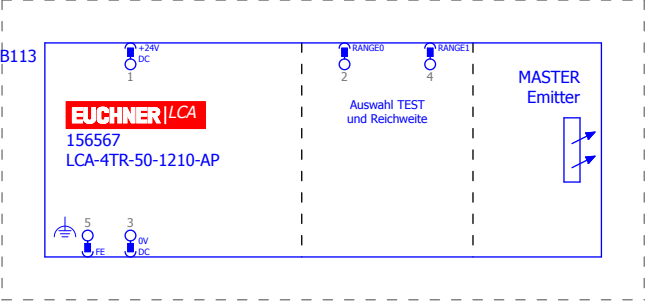 B113
+24V
DC
1
RANGE0
2
RANGE1
4
MASTER
Emitter
EUCHNER LCA
Auswahl TEST
und Reichweite
156567
LCA-4TR-50-1210-AP
5
FE
3
0V
DC